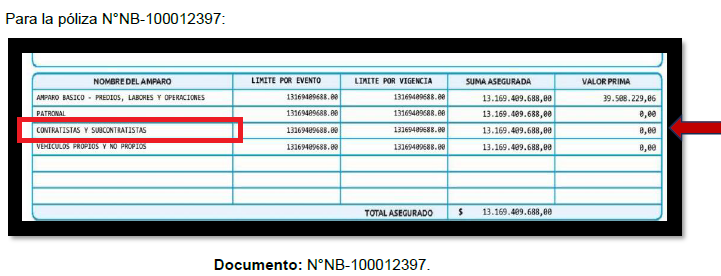 Para la póliza N°NB-100012397:
NOMBRE DEL AMPARO LIMITE POR EVENTO LIMITE POR VIGENCIA SUMA ASEGURADA VALOR PRIMA
AMPARO BASICO - PREDIOS, LABORES Y OPERACIONES 13169409688.00 13169409688.00 13.169.409.688,00 39.508.229,06
PATRONAL 13169409688.00 13169409688.00 13.169.409.688,00 0,00
CONTRATISTAS Y SUBCONTRATISTAS 13169409688.00 13169409688.00 13.169.409.688,00 0,00
VEHICULOS PROPIOS Y NO PROPIOS 13169409688.00 13169409688.00 13.169.409.688,00 0,00
TOTAL ASEGURADO $ 13.169.409.688,00
Documento: N°NB-100012397.